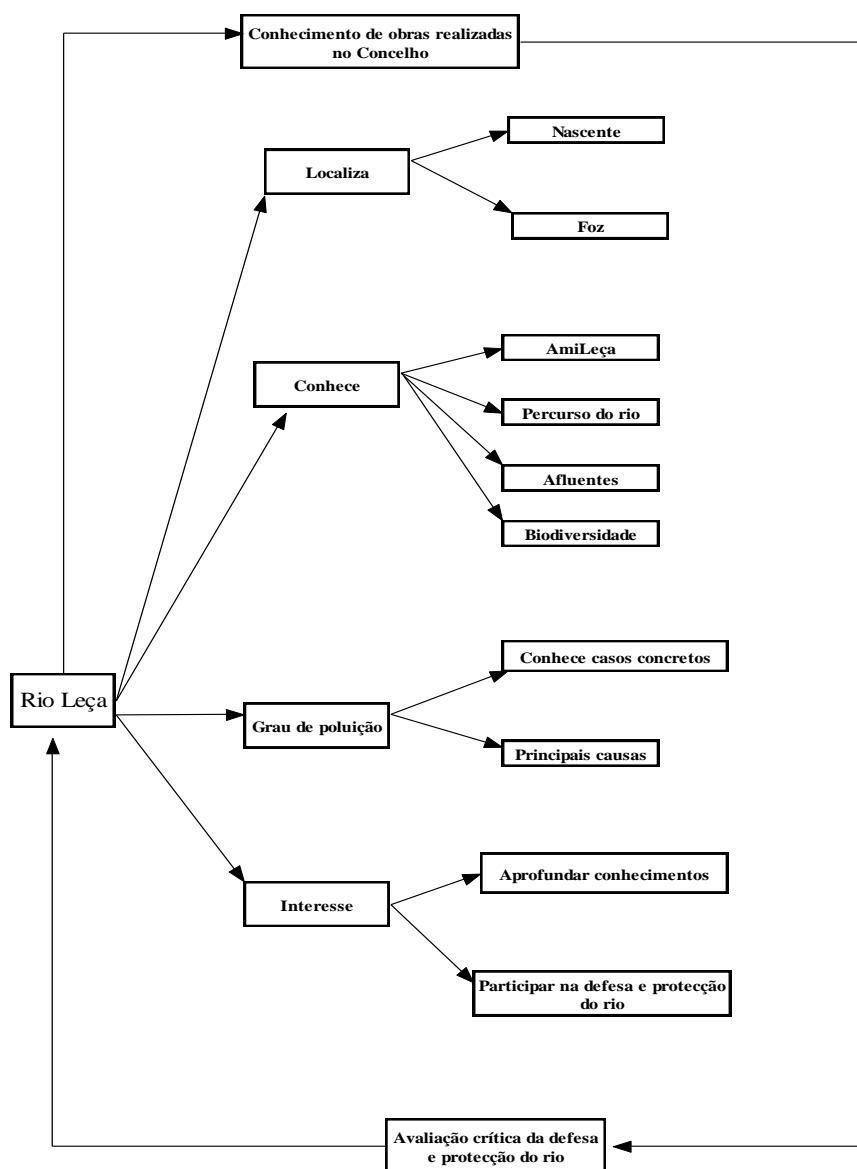 Conhecimento de obras realizadas
no Concelho
Nascente
Localiza
Foz
AmiLeça
Conhece
Percurso do rio
Afluentes
Biodiversidade
Conhece casos concretos
Rio Leça
Grau de poluição
Principais causas
Aprofundar conhecimentos
Interesse
Participar na defesa e protecção
do rio
Avaliação crítica da defesa
e protecção do rio